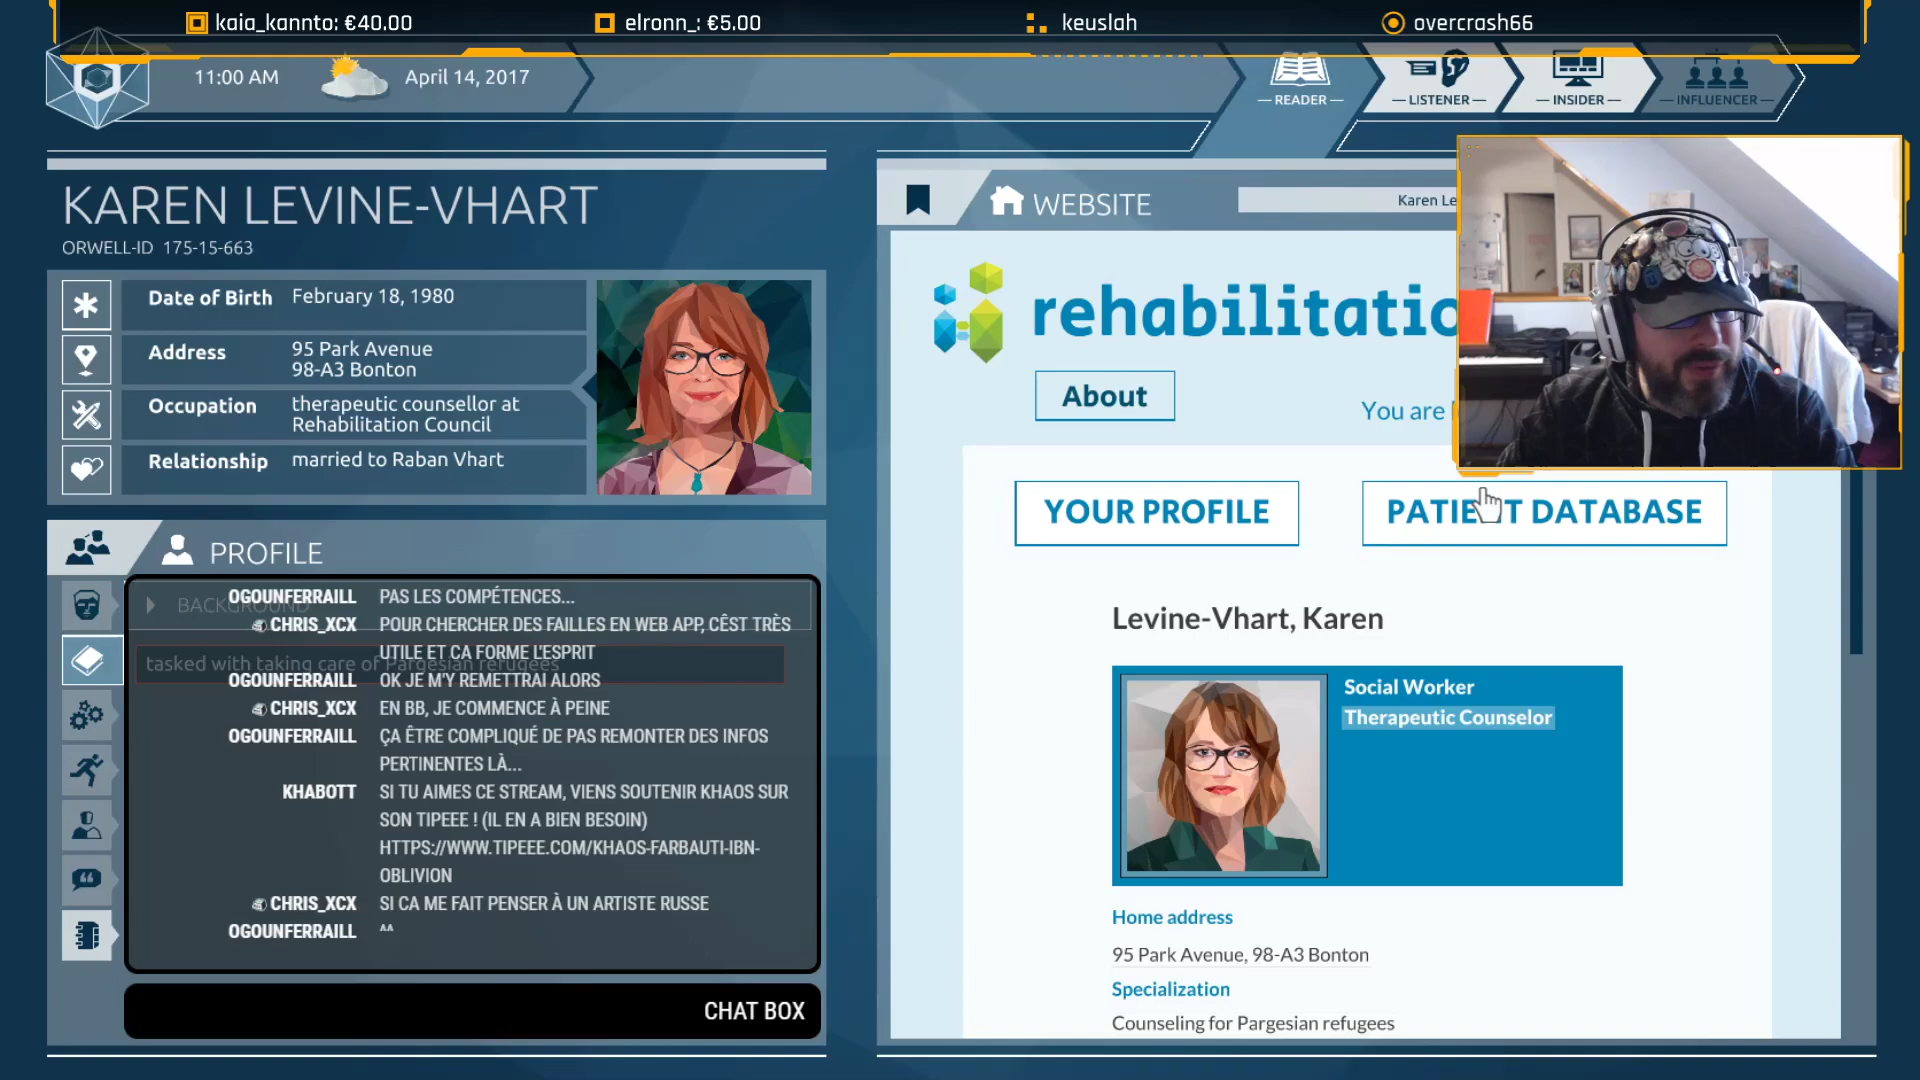 kaia_kannto: €40.00
elronn_: €5.00
keuslah
overcrash66
11:00 AM
April 14, 2017
READER
LISTENER
INSIDER
INFLUENCER
KAREN LEVINE-VHART
ORWELL-ID 175-15-663
Date of Birth February 18, 1980
Address 95 Park Avenue
98-A3 Bonton
Occupation therapeutic counsellor at
Rehabilitation Council
Relationship married to Raban Vhart
PROFILE
BACKGROUND
tasked with taking care of Pargesian refugees
OGOUNFERRAILL PAS LES COMPÉTENCES...
CHRIS_XCX POUR CHERCHER DES FAILLES EN WEB APP, CÊST TRÈS
UTILE ET CA FORME L'ESPRIT
OGOUNFERRAILL OK JE M'Y REMETTRAI ALORS
CHRIS_XCX EN BB, JE COMMENCE À PEINE
OGOUNFERRAILL ÇA ÊTRE COMPLIQUÉ DE PAS REMONTER DES INFOS
PERTINENTES LÀ...
KHABOTT SI TU AIMES CE STREAM, VIENS SOUTENIR KHAOS SUR
SON TIPEEE ! (IL EN A BIEN BESOIN)
HTTPS://WWW.TIPEEE.COM/KHAOS-FARBAUTI-IBN-
OBLIVION
CHRIS_XCX SI CA ME FAIT PENSER À UN ARTISTE RUSSE
OGOUNFERRAILL ^^
CHAT BOX
WEBSITE
Karen Le
rehabilitatio
About
You are
YOUR PROFILE
PATIENT DATABASE
Levine-Vhart, Karen
Social Worker
Therapeutic Counselor
Home address
95 Park Avenue, 98-A3 Bonton
Specialization
Counseling for Pargesian refugees